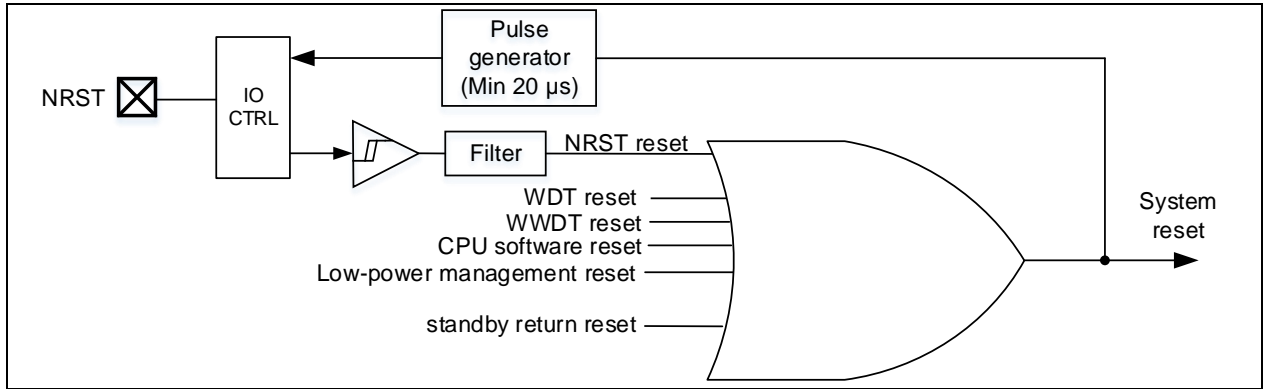 Pulse
generator
(Min 20 µs)
NRST
IO
CTRL
Filter
NRST reset
WDT reset
WWDT reset
CPU software reset
Low-power management reset
standby return reset
System
reset